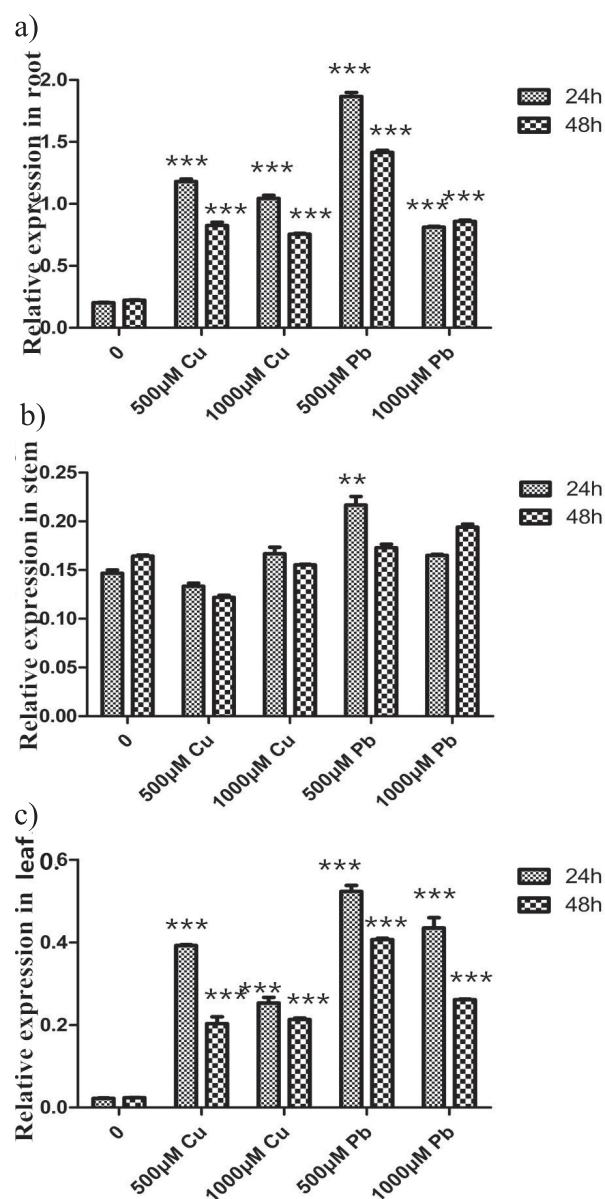 a)
Relative expression in root
2.0
1.5
1.0
0.5
0.0
***
***
***
***
***
***
***
***
24h
48h
0
500μM Cu
1000μM Cu
500μM Pb
1000μM Pb
b)
Relative expression in stem
0.25
0.20
0.15
0.10
0.05
0.00
**
24h
48h
0
500μM Cu
1000μM Cu
500μM Pb
1000μM Pb
c)
Relative expression in leaf
0.6
0.4
0.2
0.0
***
***
***
***
***
***
***
***
24h
48h
0
500μM Cu
1000μM Cu
500μM Pb
1000μM Pb